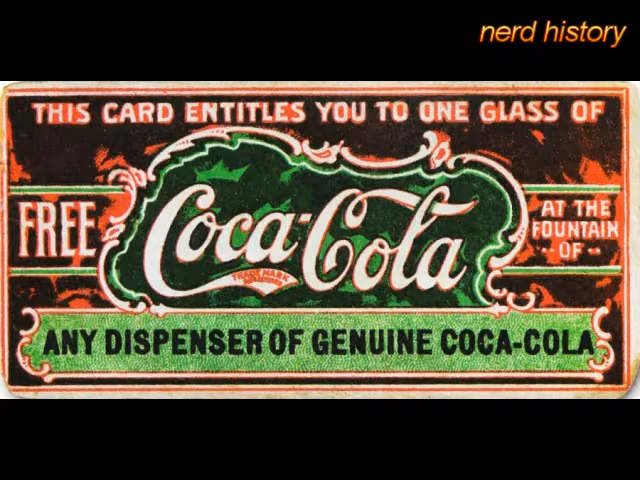 nerd history
THIS CARD ENTITLES YOU TO ONE GLASS OF
FREE
Coca-Cola
TRADE MARK
AT THE
FOUNTAIN
OF
ANY DISPENSER OF GENUINE COCA-COLA